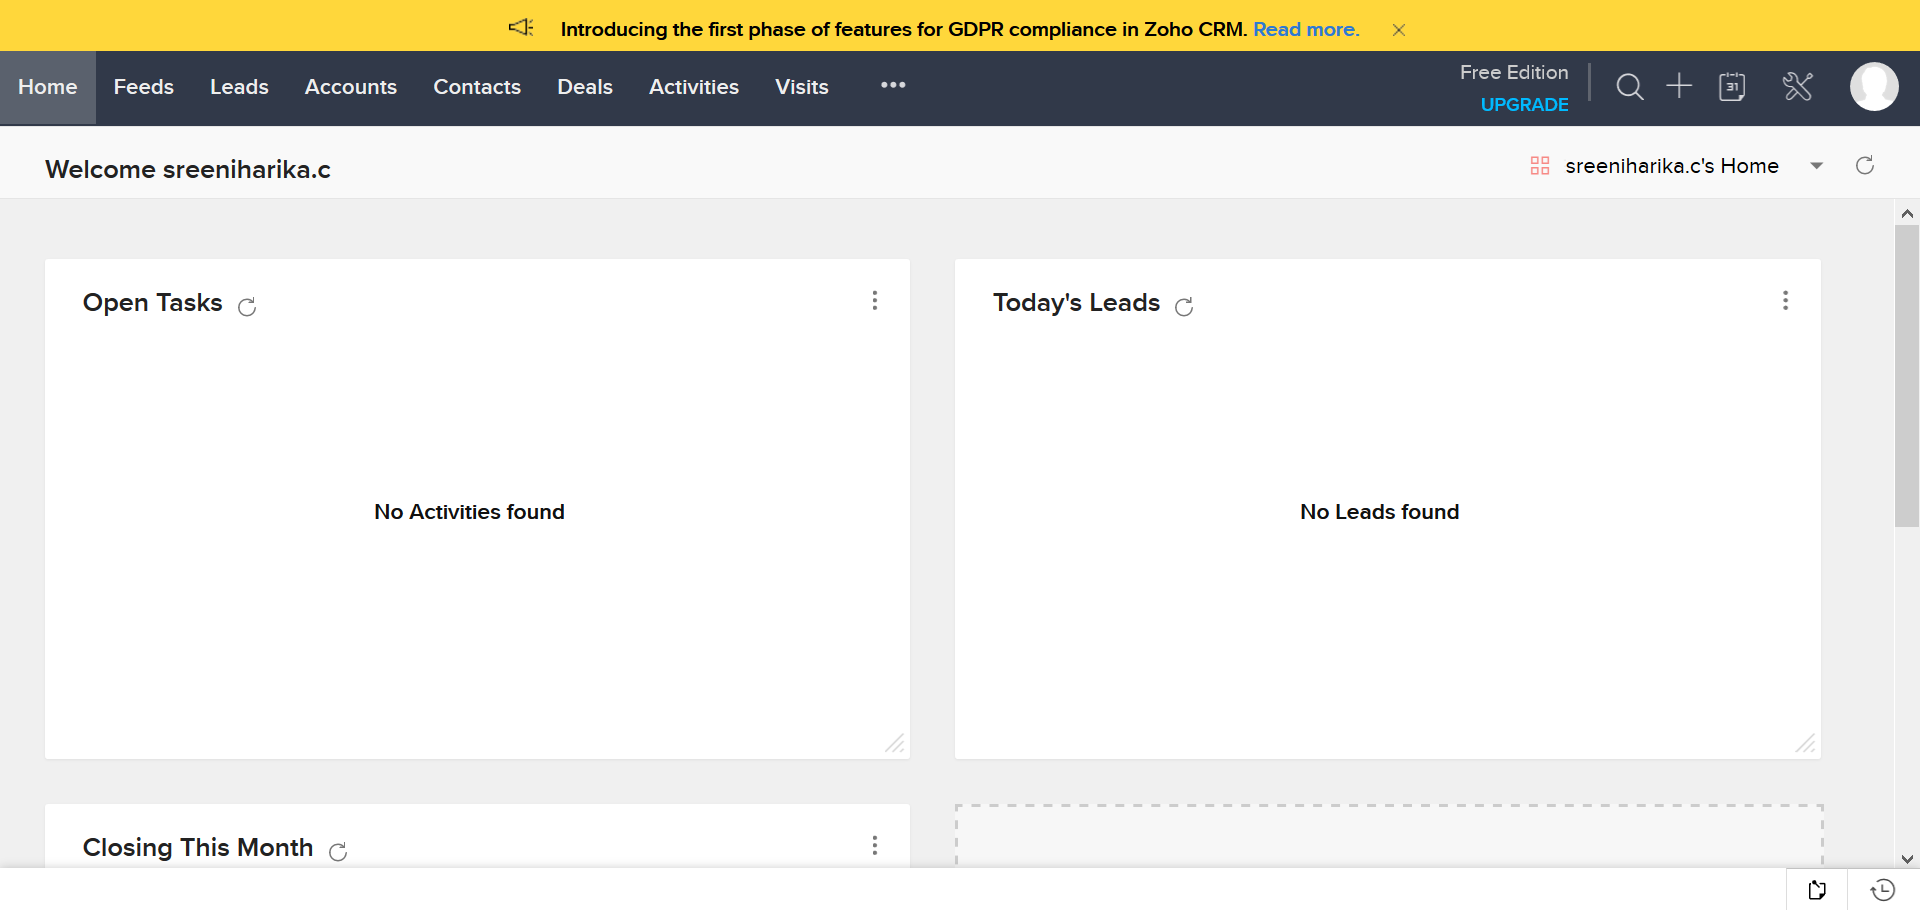 Introducing the first phase of features for GDPR compliance in Zoho CRM. Read more.
Home Feeds Leads Accounts Contacts Deals Activities Visits
Free Edition
UPGRADE
31
Welcome sreeniharika.c
sreeniharika.c's Home
Open Tasks
Today's Leads
No Activities found
No Leads found
Closing This Month